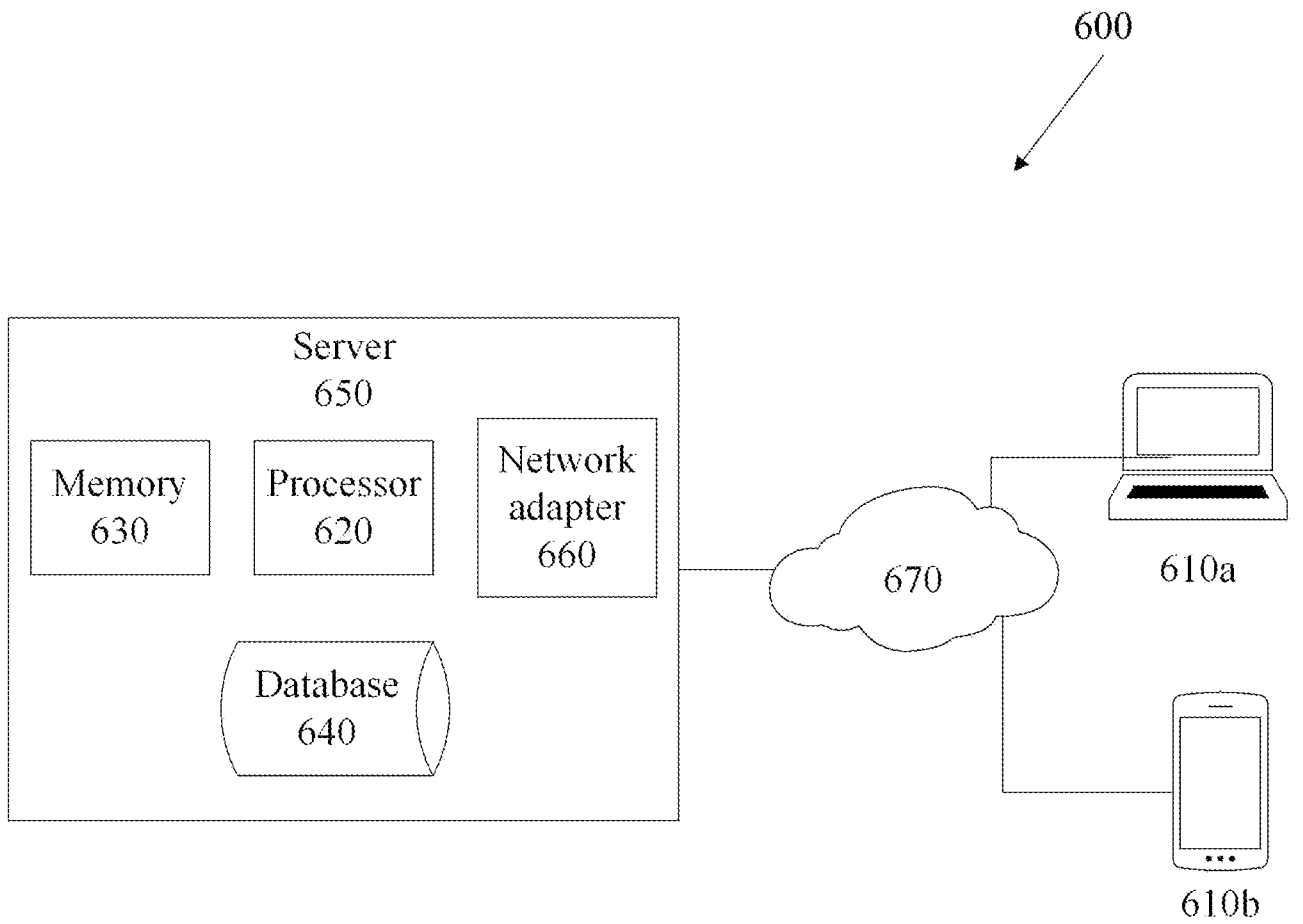 600
Server
650
Memory
630
Processor
620
Network
adapter
660
Database
640
670
610a
610b